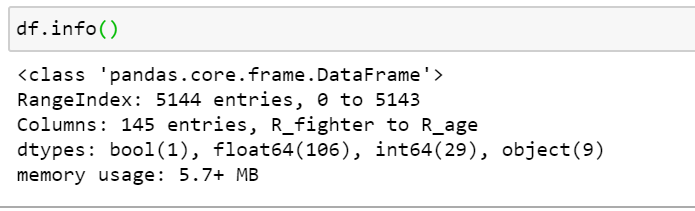 df.info()
<class 'pandas.core.frame.DataFrame'>
RangeIndex: 5144 entries, 0 to 5143
Columns: 145 entries, R_fighter to R_age
dtypes: bool(1), float64(106), int64(29), object(9)
memory usage: 5.7+ MB